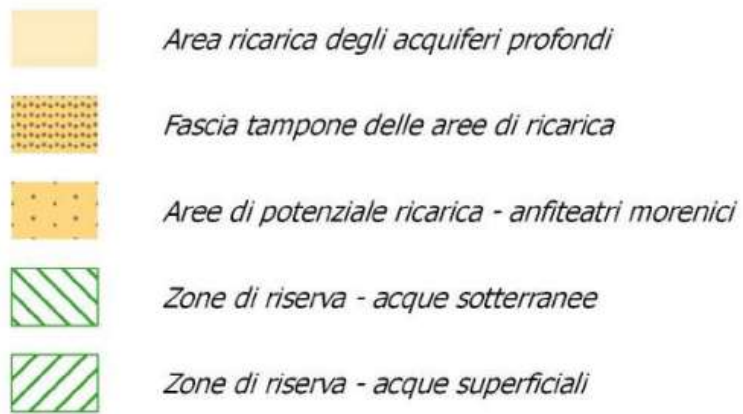 Area ricarica degli acquiferi profondi
Fascia tampone delle aree di ricarica
Aree di potenziale ricarica - anfiteatri morenici
Zone di riserva - acque sotterranee
Zone di riserva - acque superficiali